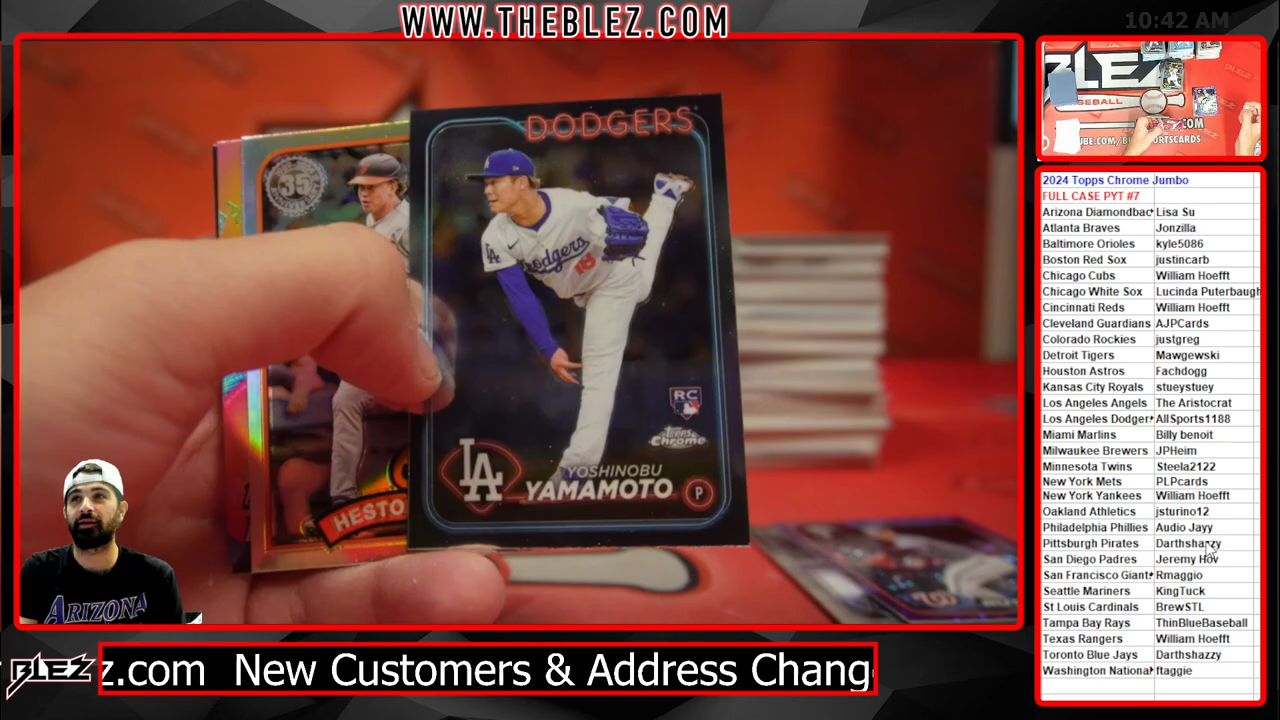 WWW.THEBLEZ.COM
10:42 AM
DODGERS
35
LA
Dodgers
RC
Topps
Chrome
LA
YOSHINOBU
YAMAMOTO
P
HESTO
ARIZONA
BLEZ
z.com New Customers & Address Chang
BASEBALL
2024 Topps Chrome Jumbo
FULL CASE PYT #7
Arizona Diamondbac Lisa Su
Atlanta Braves Jonzilla
Baltimore Orioles kyle5086
Boston Red Sox justincarb
Chicago Cubs William Hoefft
Chicago White Sox Lucinda Puterbaugh
Cincinnati Reds William Hoefft
Cleveland Guardians AJPCards
Colorado Rockies justgreg
Detroit Tigers Mawgewski
Houston Astros Fachdogg
Kansas City Royals stueystuey
Los Angeles Angels The Aristocrat
Los Angeles Dodger AllSports1188
Miami Marlins Billy benoit
Milwaukee Brewers JPHeim
Minnesota Twins Steela2122
New York Mets PLPcards
New York Yankees William Hoefft
Oakland Athletics jsturino12
Philadelphia Phillies Audio Jayy
Pittsburgh Pirates Darthshazzy
San Diego Padres Jeremy Hov
San Francisco Giant Rmaggio
Seattle Mariners KingTuck
St Louis Cardinals BrewSTL
Tampa Bay Rays ThinBlueBaseball
Texas Rangers William Hoefft
Toronto Blue Jays Darthshazzy
Washington National ftaggie